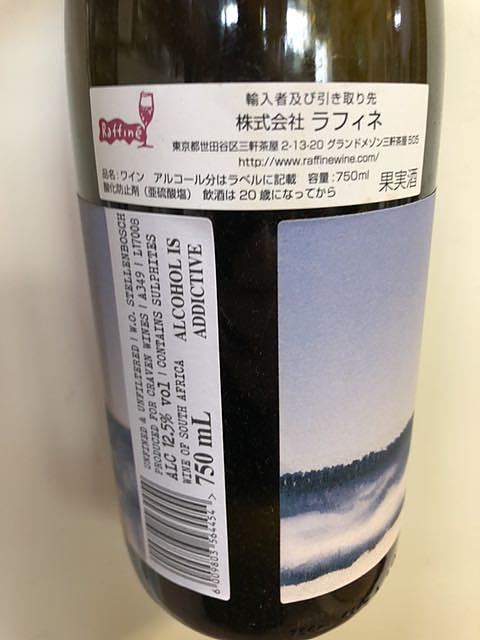 Raffiné
輸入者及び引き取り先
株式会社 ラフィネ
東京都世田谷区三軒茶屋 2-13-20 グランドメゾン三軒茶屋 505
http://www.raffinewine.com/
品名：ワイン アルコール分はラベルに記載 容量：750ml
酸化防止剤（亜硫酸塩） 飲酒は 20 歳になってから
果実酒
UNFINED & UNFILTERED | W.O. STELLENBOSCH
PRODUCED FOR CRAVEN WINES | A349 | L17008
ALC 12.5% vol | CONTAINS SULPHITES
WINE OF SOUTH AFRICA
750 mL
ALCOHOL IS
ADDICTIVE
6 009803 564454 >